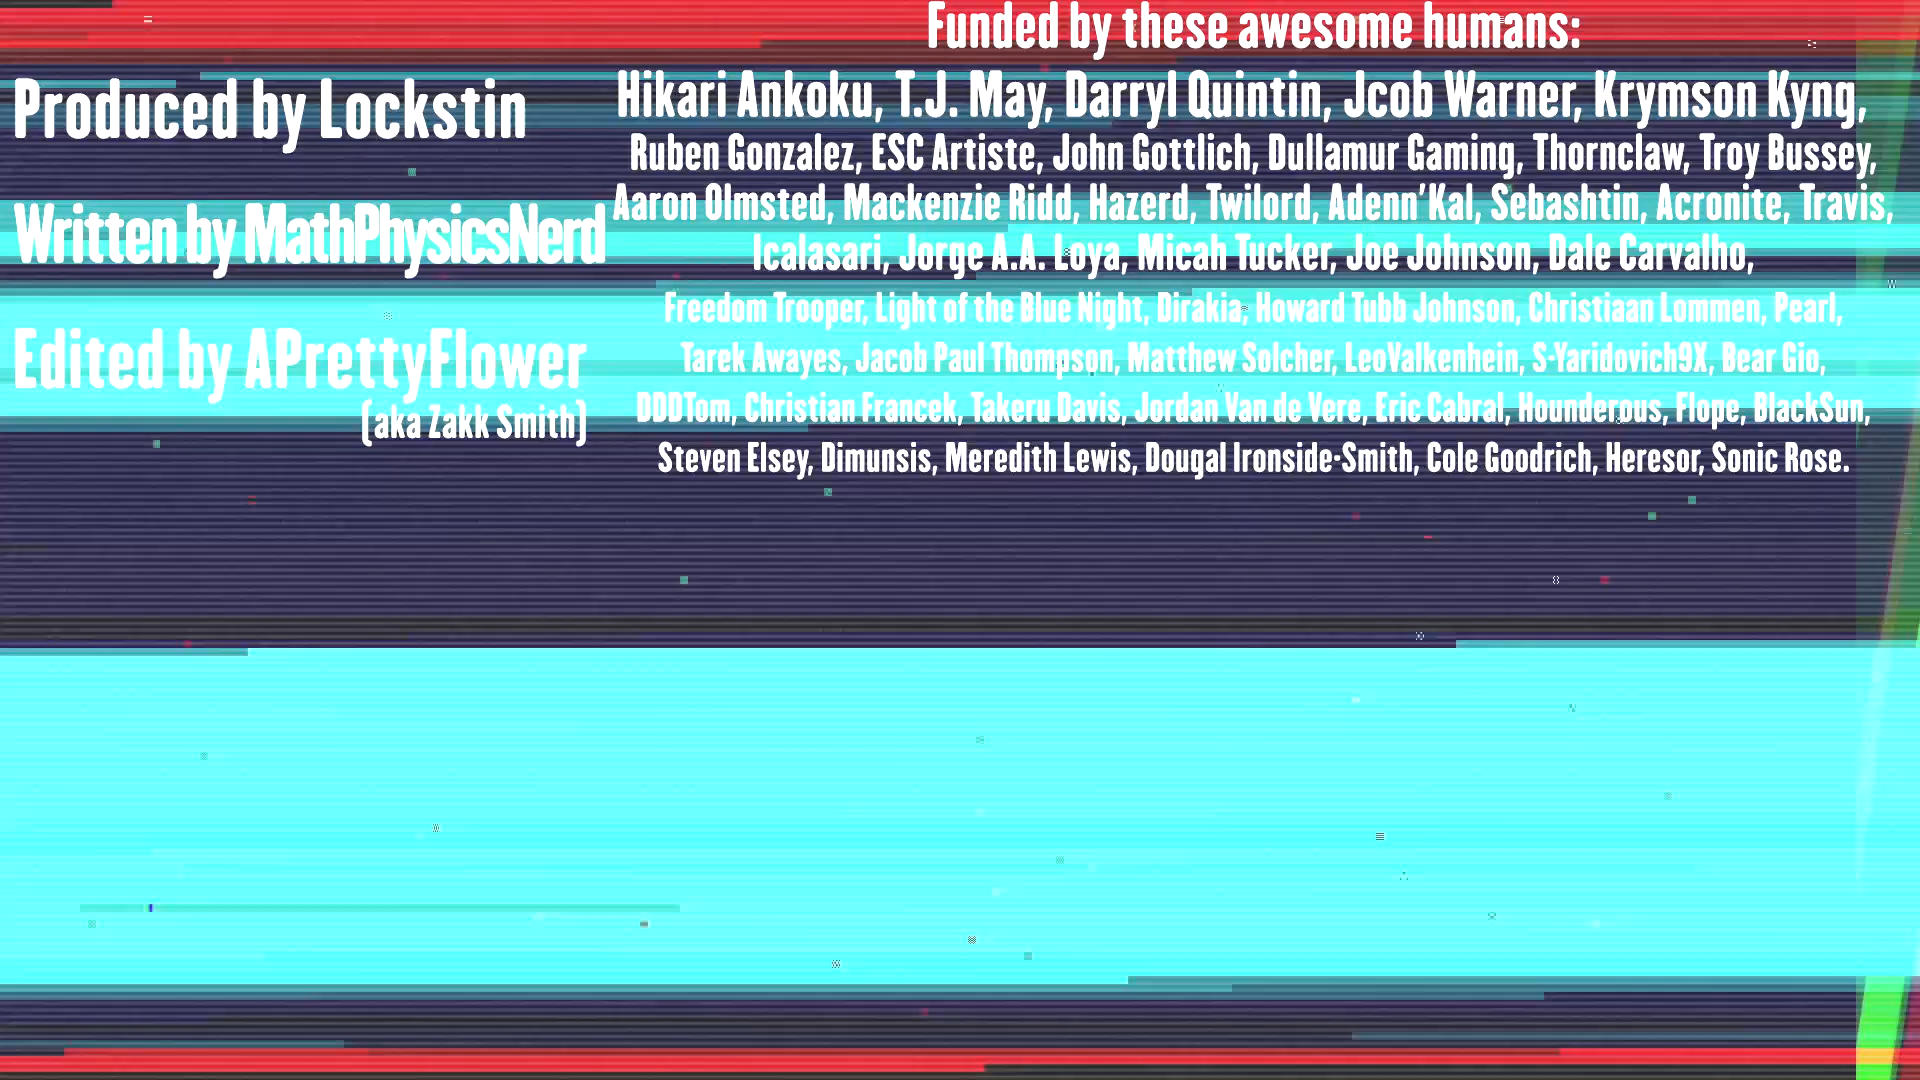 Produced by Lockstin
Written by MathPhysicsNerd
Edited by APrettyFlower
(aka Zakk Smith)
Funded by these awesome humans:
Hikari Ankoku, T.J. May, Darryl Quintin, Jcob Warner, Krymson Kyng,
Ruben Gonzalez, ESC Artiste, John Gottlich, Dullamur Gaming, Thornclaw, Troy Bussey,
Aaron Olmsted, Mackenzie Ridd, Hazerd, Twilord, Adenn'Kal, Sebashtin, Acronite, Travis,
Icalasari, Jorge A.A. Loya, Micah Tucker, Joe Johnson, Dale Carvalho,
Freedom Trooper, Light of the Blue Night, Dirakia, Howard Tubb Johnson, Christiaan Lommen, Pearl,
Tarek Awayes, Jacob Paul Thompson, Matthew Solcher, LeoValkenhein, S-Yaridovich9X, Bear Gio,
DDDTom, Christian Francek, Takeru Davis, Jordan Van de Vere, Eric Cabral, Hounderous, Flope, BlackSun,
Steven Elsey, Dimunsis, Meredith Lewis, Dougal Ironside-Smith, Cole Goodrich, Heresor, Sonic Rose.